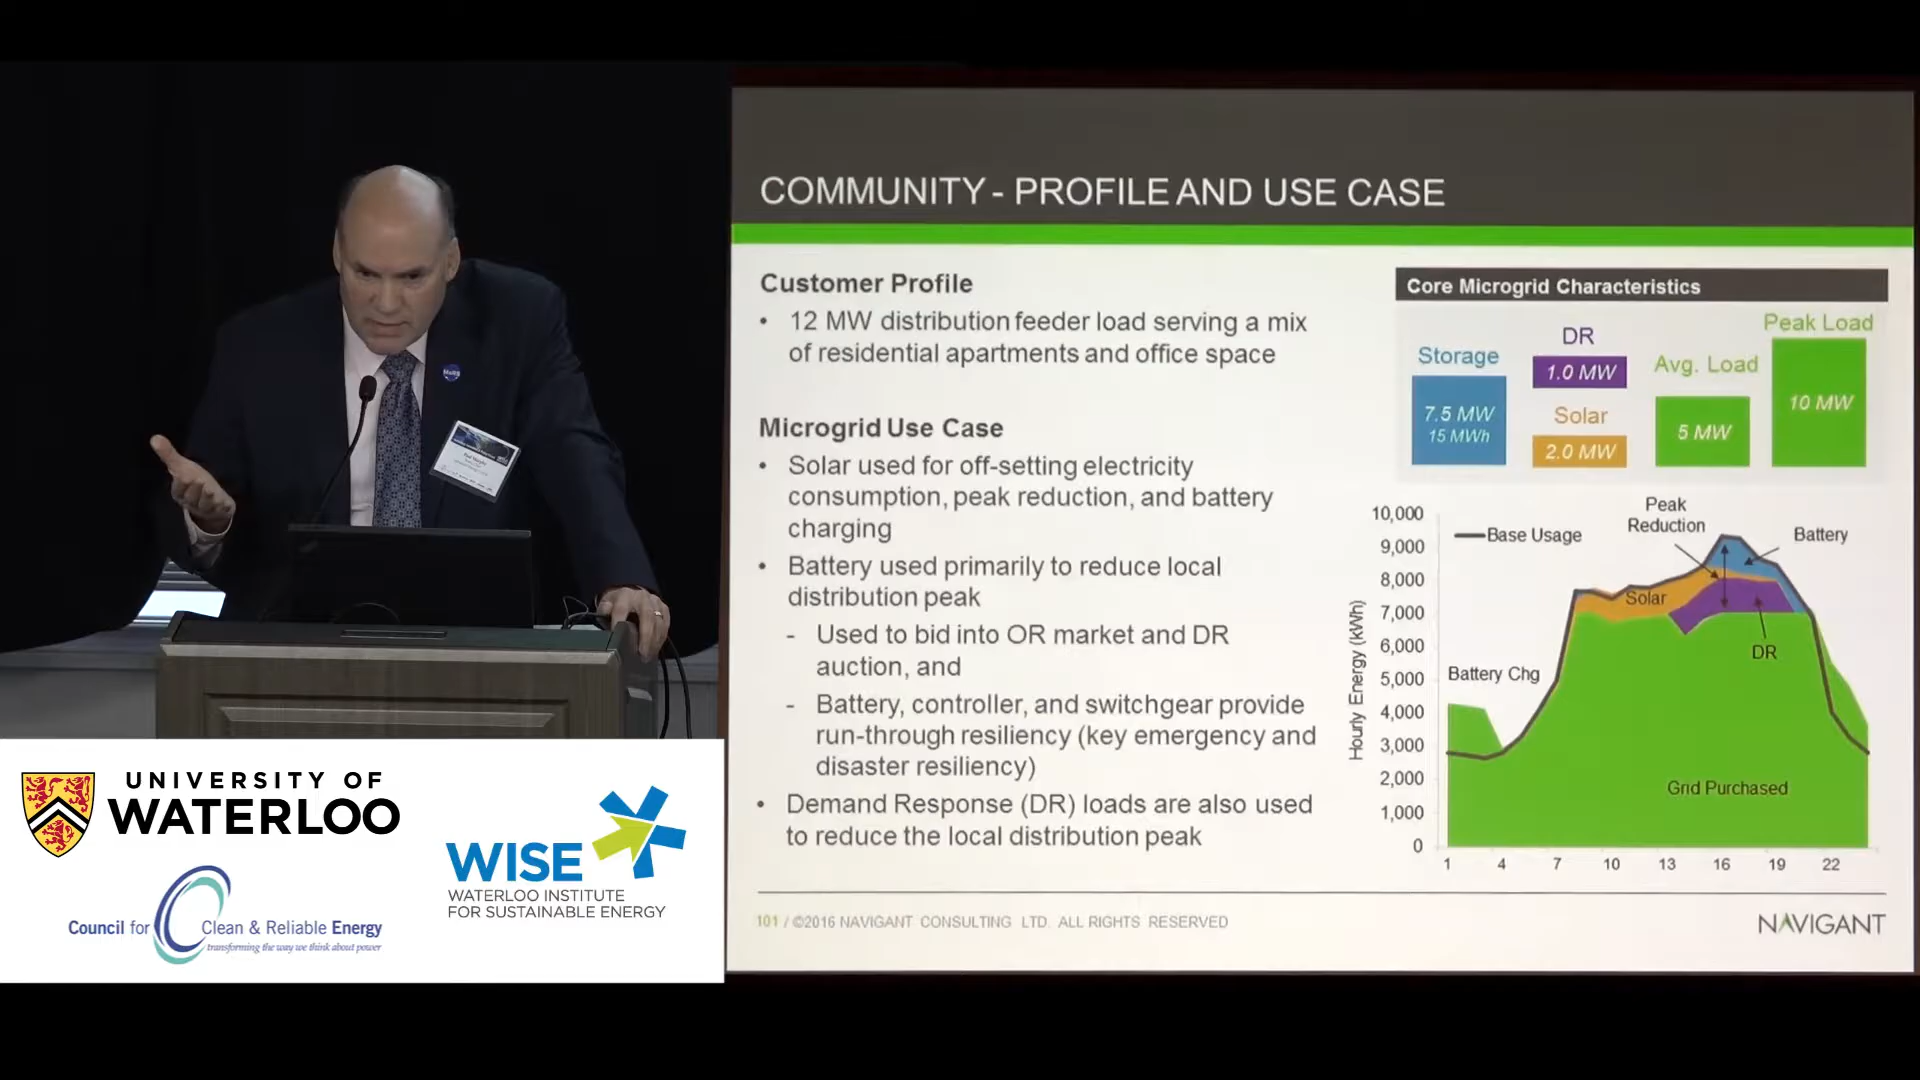 COMMUNITY - PROFILE AND USE CASE
Customer Profile
• 12 MW distribution feeder load serving a mix
of residential apartments and office space
Microgrid Use Case
• Solar used for off-setting electricity
consumption, peak reduction, and battery
charging
• Battery used primarily to reduce local
distribution peak
- Used to bid into OR market and DR
auction, and
- Battery, controller, and switchgear provide
run-through resiliency (key emergency and
disaster resiliency)
• Demand Response (DR) loads are also used
to reduce the local distribution peak
Core Microgrid Characteristics
Storage
7.5 MW
15 MWh
DR
1.0 MW
Solar
2.0 MW
Avg. Load
5 MW
Peak Load
10 MW
Hourly Energy (kWh)
10,000
9,000
8,000
7,000
6,000
5,000
4,000
3,000
2,000
1,000
0
Base Usage
Peak
Reduction
Battery
Solar
DR
Battery Chg
Grid Purchased
1 4 7 10 13 16 19 22
101 / ©2016 NAVIGANT CONSULTING LTD. ALL RIGHTS RESERVED
NAVIGANT
UNIVERSITY OF
WATERLOO
WISE
WATERLOO INSTITUTE
FOR SUSTAINABLE ENERGY
Council for Clean & Reliable Energy
transforming the way we think about power